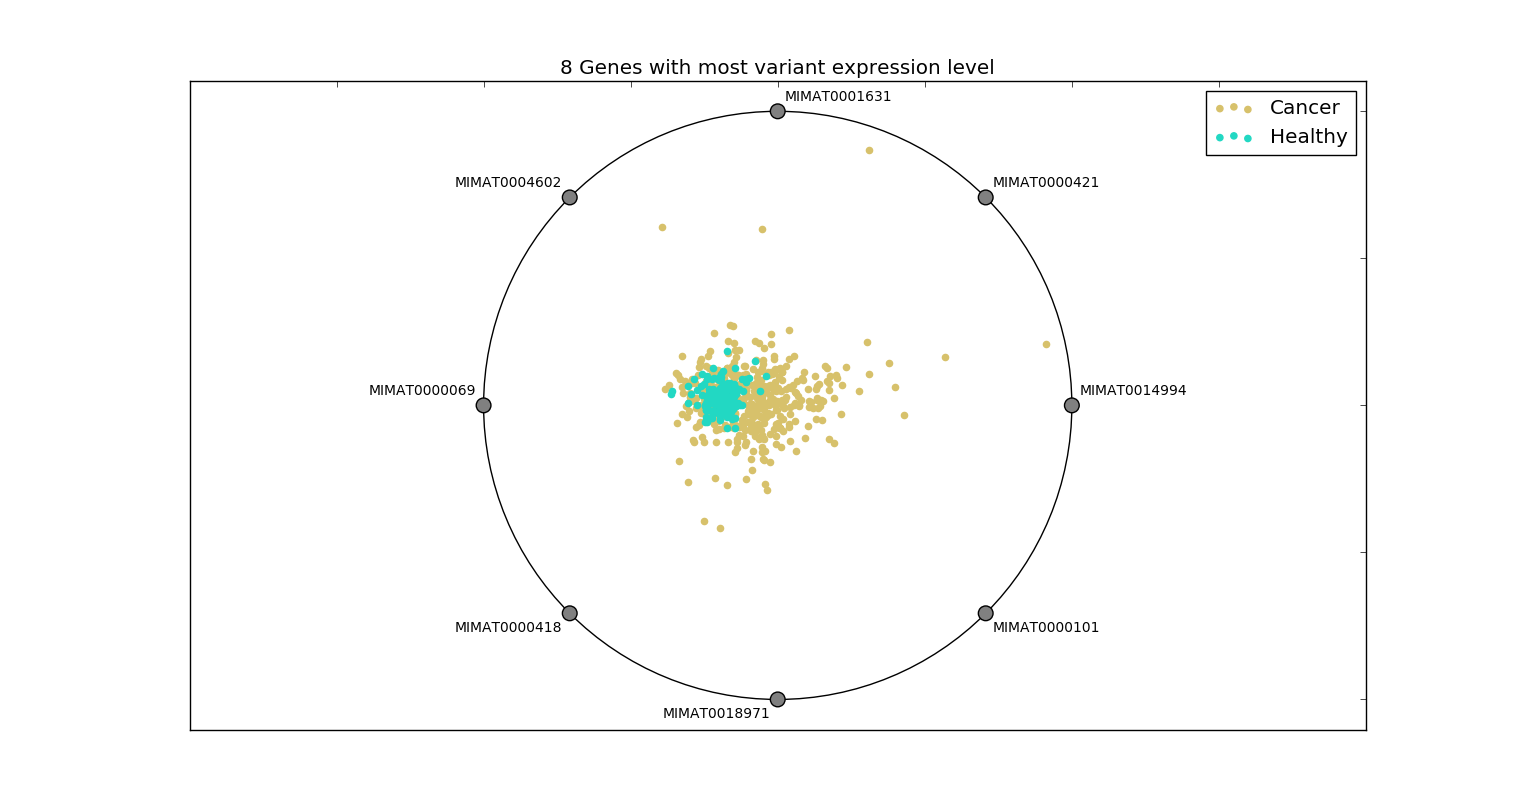 8 Genes with most variant expression level
MIMAT0001631
Cancer
Healthy
MIMAT0004602
MIMAT0000421
MIMAT0000069
MIMAT0014994
MIMAT0000418
MIMAT0000101
MIMAT0018971